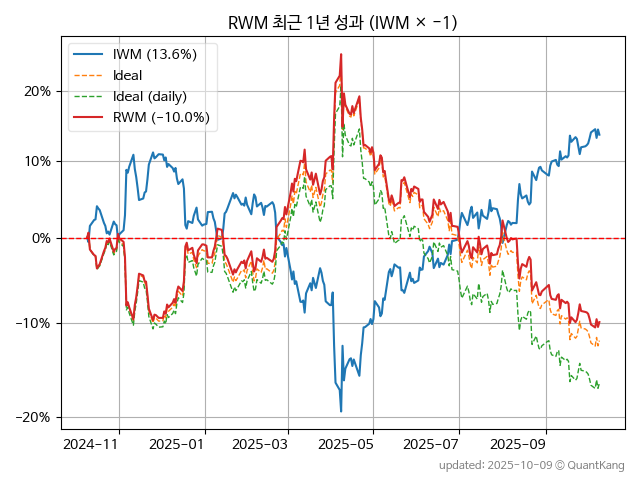 RWM 최근 1년 성과 (IWM × −1)
IWM (13.6%)
Ideal
Ideal (daily)
RWM (−10.0%)
20%
10%
0%
−10%
−20%
2024-11
2025-01
2025-03
2025-05
2025-07
2025-09
updated: 2025-10-09 © QuantKang